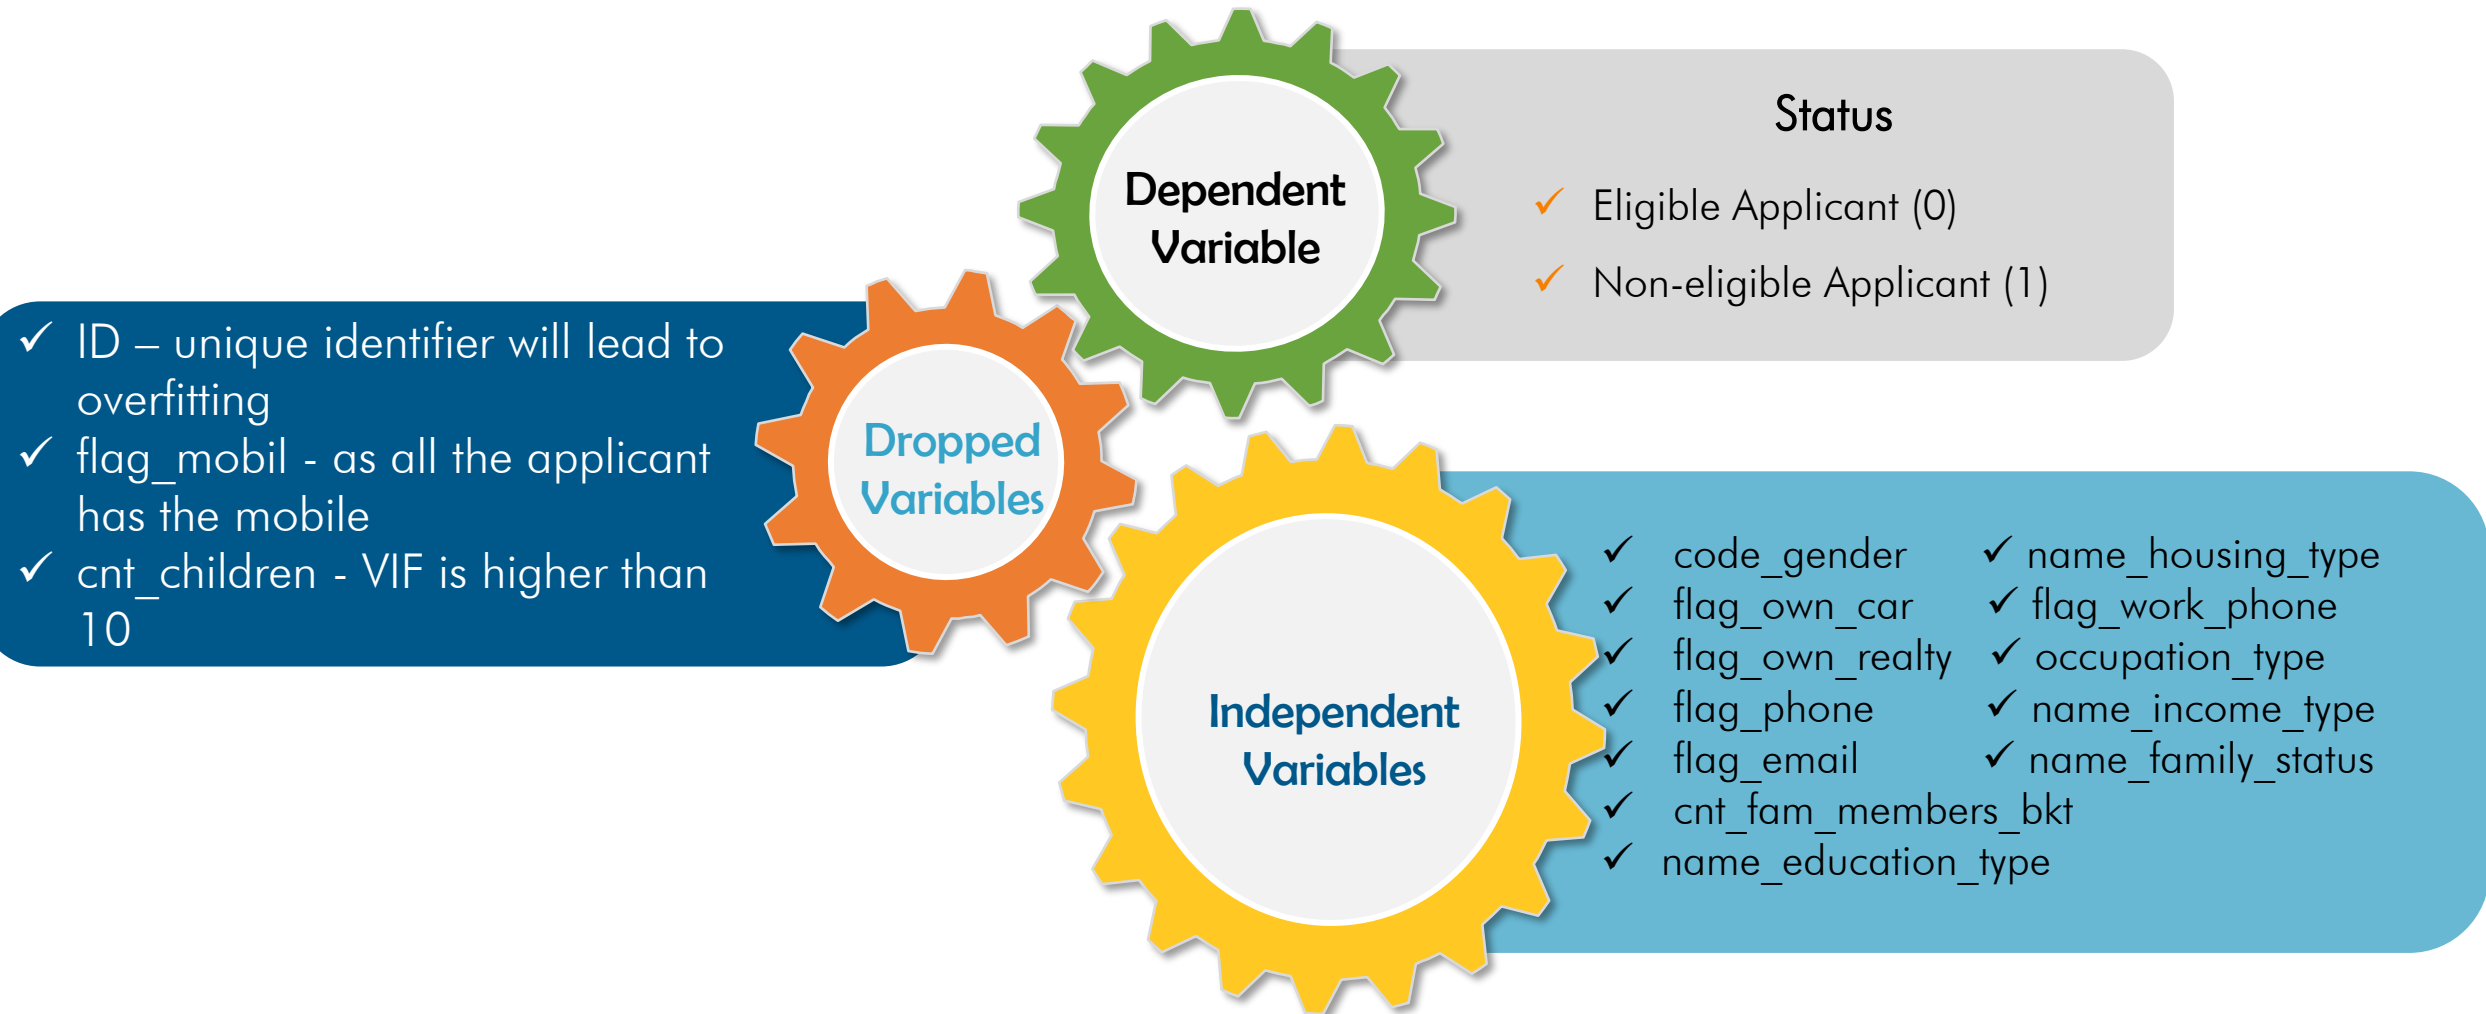 Dependent
Variable
Status
✓ Eligible Applicant (0)
✓ Non-eligible Applicant (1)
Dropped
Variables
✓ ID – unique identifier will lead to
overfitting
✓ flag_mobil - as all the applicant
has the mobile
✓ cnt_children - VIF is higher than
10
Independent
Variables
✓ code_gender ✓ name_housing_type
✓ flag_own_car ✓ flag_work_phone
✓ flag_own_realty ✓ occupation_type
✓ flag_phone ✓ name_income_type
✓ flag_email ✓ name_family_status
✓ cnt_fam_members_bkt
✓ name_education_type